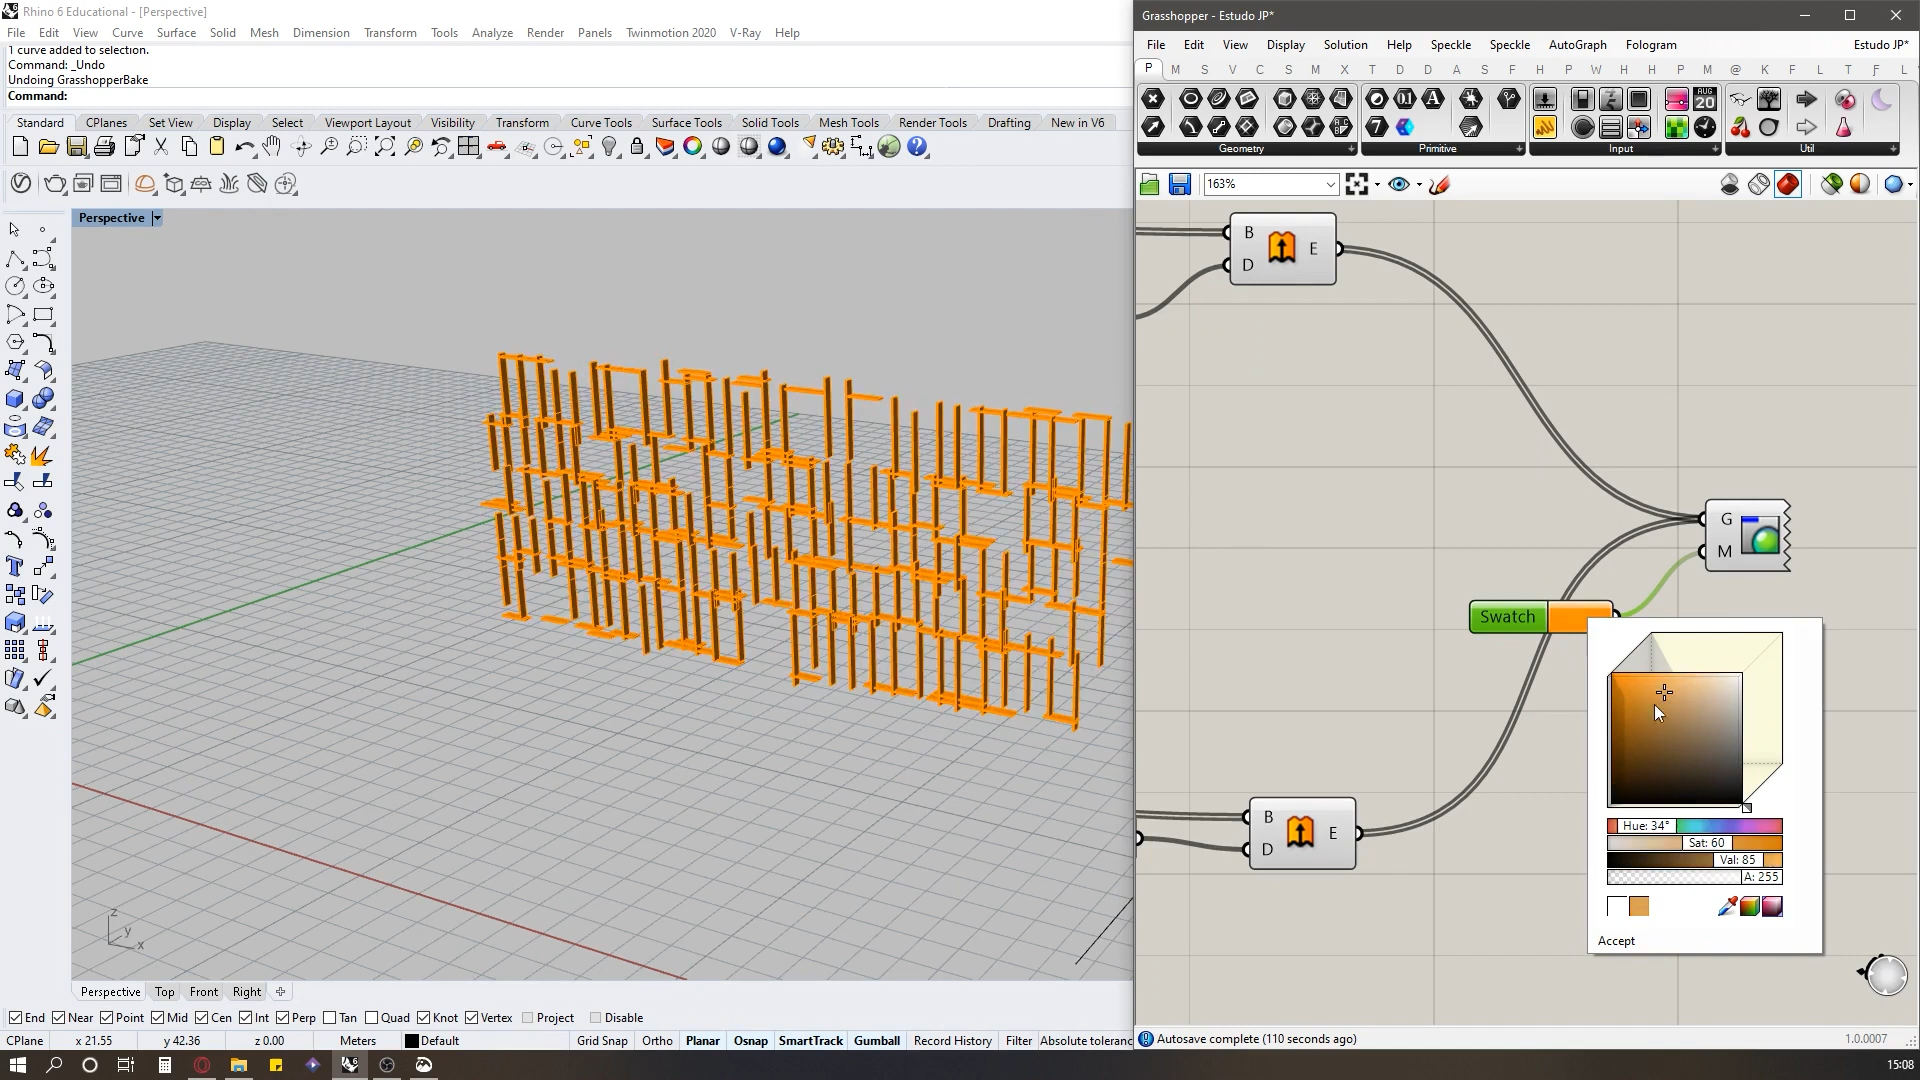 Rhino 6 Educational - [Perspective]
File Edit View Curve Surface Solid Mesh Dimension Transform Tools Analyze Render Panels Twinmotion 2020 V-Ray Help
1 curve added to selection.
Command: _Undo
Undoing GrasshopperBake
Command:
Standard CPlanes Set View Display Select Viewport Layout Visibility Transform Curve Tools Surface Tools Solid Tools Mesh Tools Render Tools Drafting New in V6
Perspective
z
y
x
Perspective Top Front Right
End Near Point Mid Cen Int Perp Tan Quad Knot Vertex Project Disable
CPlane x 21.55 y 42.36 z 0.00 Meters Default Grid Snap Ortho Planar Osnap SmartTrack Gumball Record History Filter Absolute toleranc
Grasshopper - Estudo JP*
File Edit View Display Solution Help Speckle Speckle AutoGraph Fologram Estudo JP*
P M S V C S M X T D D A S F H P W H H P M @ K F L T F L
Geometry Primitive Input Util
AUG
20
163%
B
D
E
G
M
Swatch
B
D
E
Hue: 34°
Sat: 60
Val: 85
A: 255
Accept
Autosave complete (110 seconds ago)
1.0.0007
15:08